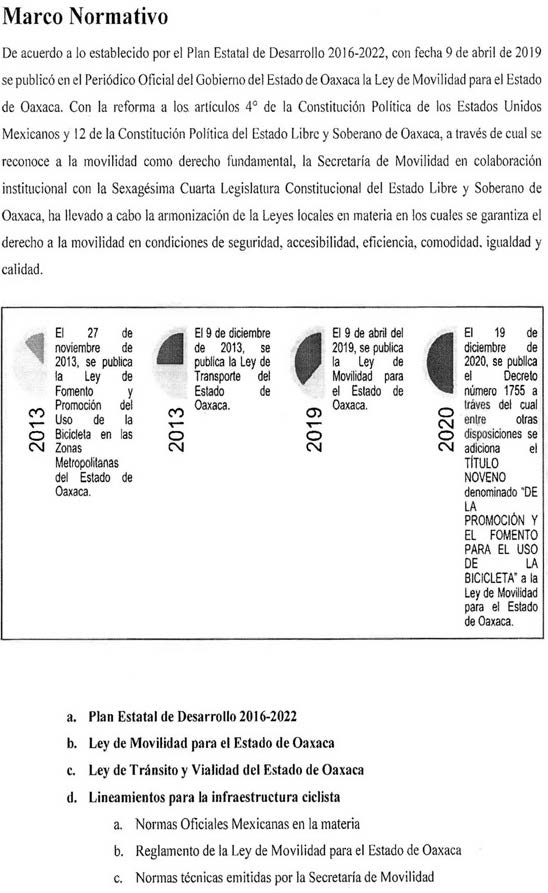 Marco Normativo
De acuerdo a lo establecido por el Plan Estatal de Desarrollo 2016-2022, con fecha 9 de abril de 2019
se publicó en el Periódico Oficial del Gobierno del Estado de Oaxaca la Ley de Movilidad para el Estado
de Oaxaca. Con la reforma a los artículos 4° de la Constitución Política de los Estados Unidos
Mexicanos y 12 de la Constitución Política del Estado Libre y Soberano de Oaxaca, a través de cual se
reconoce a la movilidad como derecho fundamental, la Secretaría de Movilidad en colaboración
institucional con la Sexagésima Cuarta Legislatura Constitucional del Estado Libre y Soberano de
Oaxaca, ha llevado a cabo la armonización de la Leyes locales en materia en los cuales se garantiza el
derecho a la movilidad en condiciones de seguridad, accesibilidad, eficiencia, comodidad, igualdad y
calidad.
2013
El 27 de
noviembre de
2013, se publica
la Ley de
Fomento y
Promoción del
Uso de la
Bicicleta en las
Zonas
Metropolitanas
del Estado de
Oaxaca.
2013
El 9 de diciembre
de 2013, se
publica la Ley de
Transporte del
Estado de
Oaxaca.
2019
El 9 de abril del
2019, se publica
la Ley de
Movilidad para
el Estado de
Oaxaca.
2020
El 19 de
diciembre de
2020, se publica
el Decreto
número 1755 a
tráves del cual
entre otras
disposiciones se
adiciona el
TÍTULO
NOVENO
denominado "DE
LA
PROMOCIÓN Y
EL FOMENTO
PARA EL USO
DE LA
BICICLETA" a la
Ley de Movilidad
para el Estado
de Oaxaca.
a. Plan Estatal de Desarrollo 2016-2022
b. Ley de Movilidad para el Estado de Oaxaca
c. Ley de Tránsito y Vialidad del Estado de Oaxaca
d. Lineamientos para la infraestructura ciclista
a. Normas Oficiales Mexicanas en la materia
b. Reglamento de la Ley de Movilidad para el Estado de Oaxaca
c. Normas técnicas emitidas por la Secretaría de Movilidad